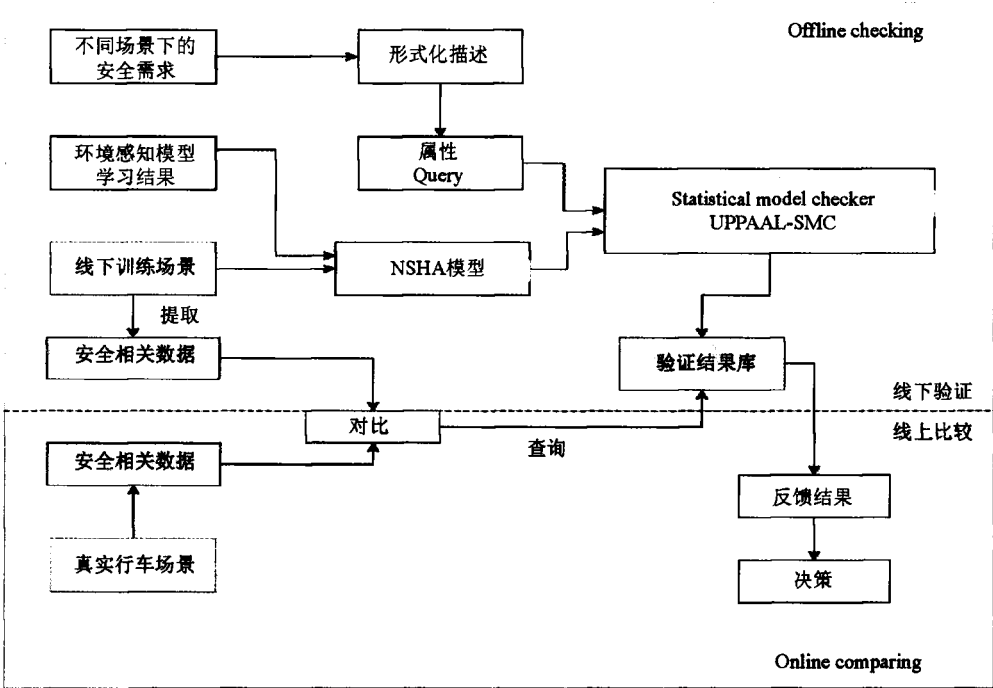 Offline checking
不同场景下的
安全需求
形式化描述
环境感知模型
学习结果
属性
Query
Statistical model checker
UPPAAL-SMC
线下训练场景
NSHA模型
提取
安全相关数据
验证结果库
线下验证
对比
线上比较
查询
安全相关数据
反馈结果
真实行车场景
决策
Online comparing